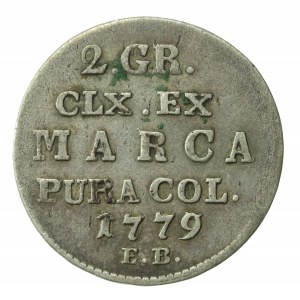 2.GR.
CLX.EX
MARCA
PURA COL.
1779
E.B.